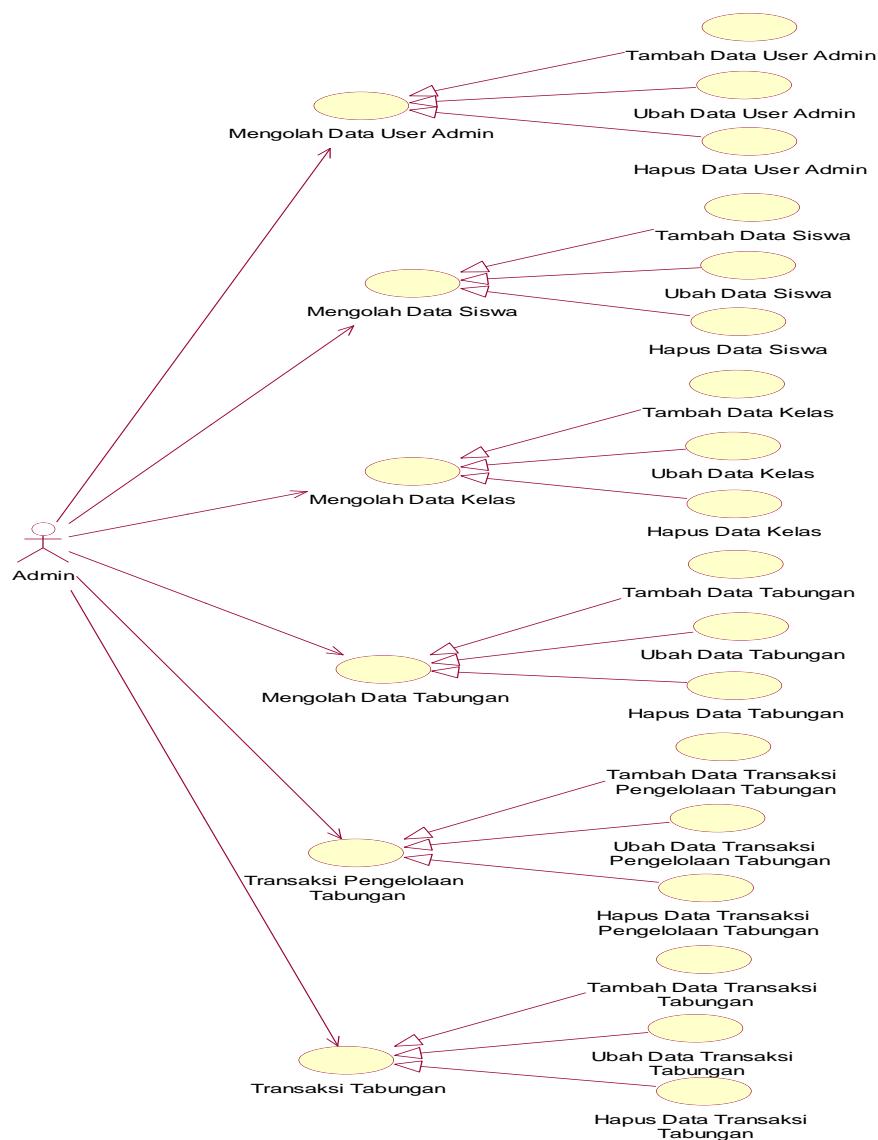 Tambah Data User Admin
Ubah Data User Admin
Mengolah Data User Admin
Hapus Data User Admin
Tambah Data Siswa
Ubah Data Siswa
Mengolah Data Siswa
Hapus Data Siswa
Tambah Data Kelas
Ubah Data Kelas
Mengolah Data Kelas
Hapus Data Kelas
Admin
Tambah Data Tabungan
Ubah Data Tabungan
Mengolah Data Tabungan
Hapus Data Tabungan
Tambah Data Transaksi
Pengelolaan Tabungan
Ubah Data Transaksi
Pengelolaan Tabungan
Transaksi Pengelolaan
Tabungan
Hapus Data Transaksi
Pengelolaan Tabungan
Tambah Data Transaksi
Tabungan
Ubah Data Transaksi
Tabungan
Transaksi Tabungan
Hapus Data Transaksi
Tabungan